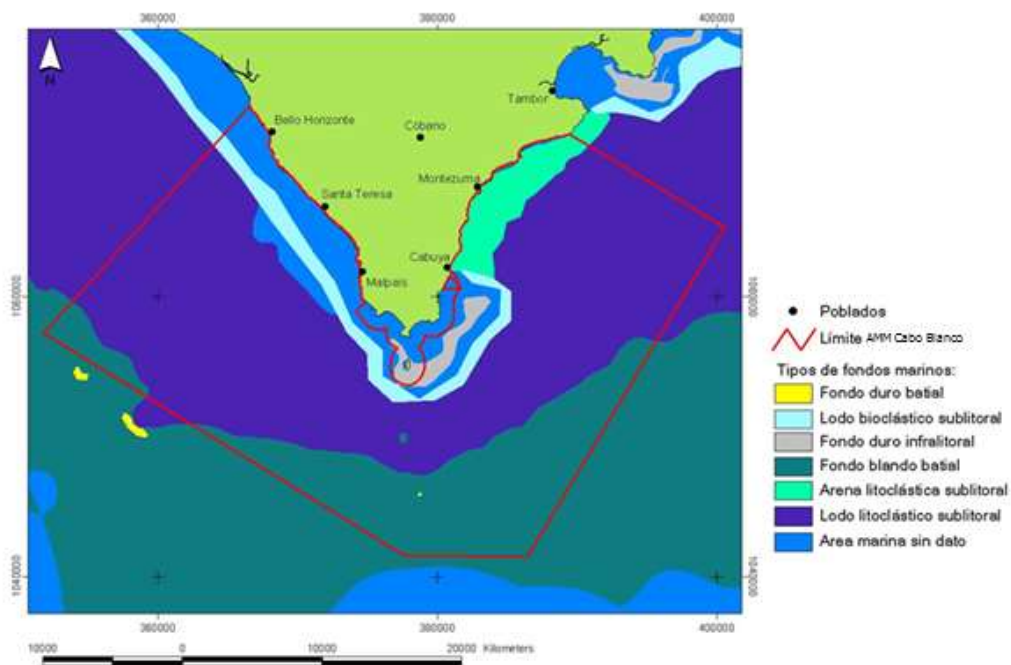 360000 380000 400000
N
Tambor
Bello Horizonte
Cóbano
Montezuma
Santa Teresa
Cabuya
Malpaís
1060000 1060000
Poblados
Límite AMM Cabo Blanco
Tipos de fondos marinos:
Fondo duro batial
Lodo bioclástico sublitoral
Fondo duro infralitoral
Fondo blando batial
Arena litoclástica sublitoral
Lodo litoclástico sublitoral
Area marina sin dato
1040000 1040000
360000 380000 400000
10000 0 10000 20000 Kilometers